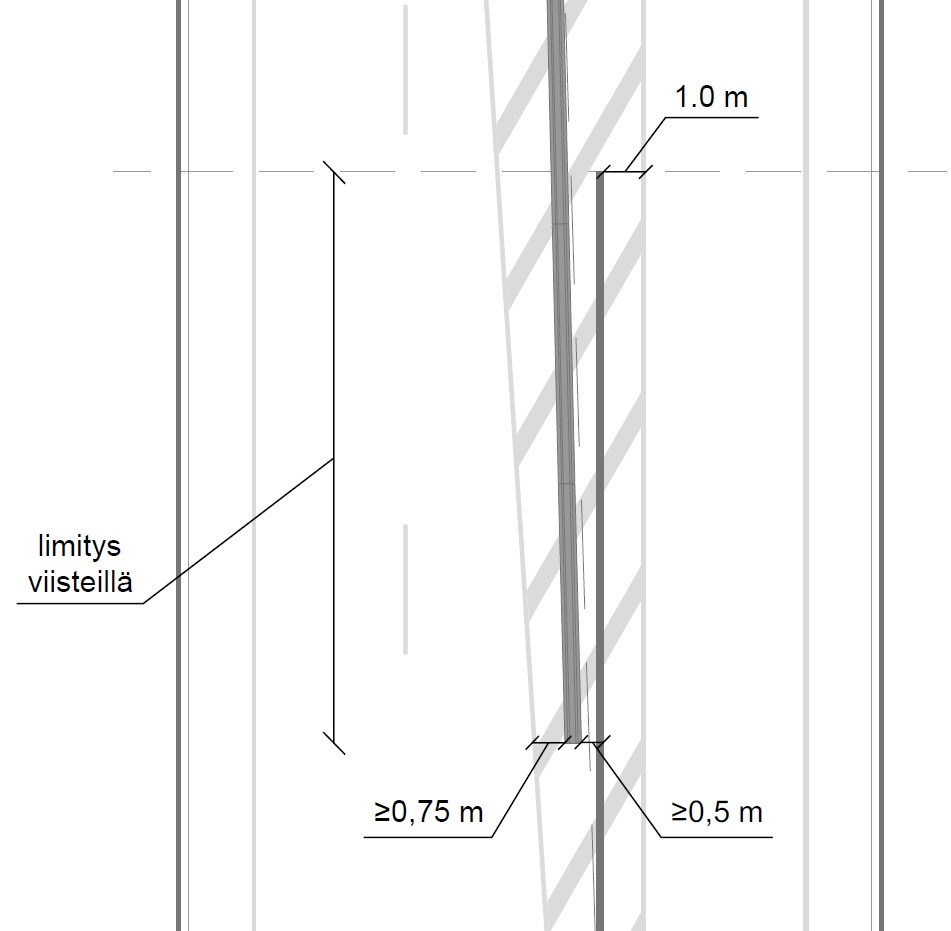 1.0 m
limitys
viisteillä
≥0,75 m
≥0,5 m